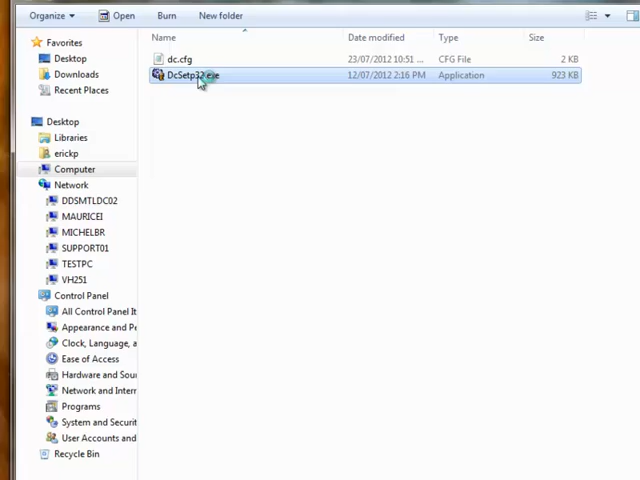 Organize Open Burn New folder
Name Date modified Type Size
dc.cfg 23/07/2012 10:51 ... CFG File 2 KB
DcSetp32.exe 12/07/2012 2:16 PM Application 923 KB
Favorites
Desktop
Downloads
Recent Places
Desktop
Libraries
erickp
Computer
Network
DDSMTLDC02
MAURICEI
MICHELBR
SUPPORT01
TESTPC
VH251
Control Panel
All Control Panel It
Appearance and Pe
Clock, Language, a
Ease of Access
Hardware and Sou
Network and Intern
Programs
System and Securit
User Accounts and
Recycle Bin